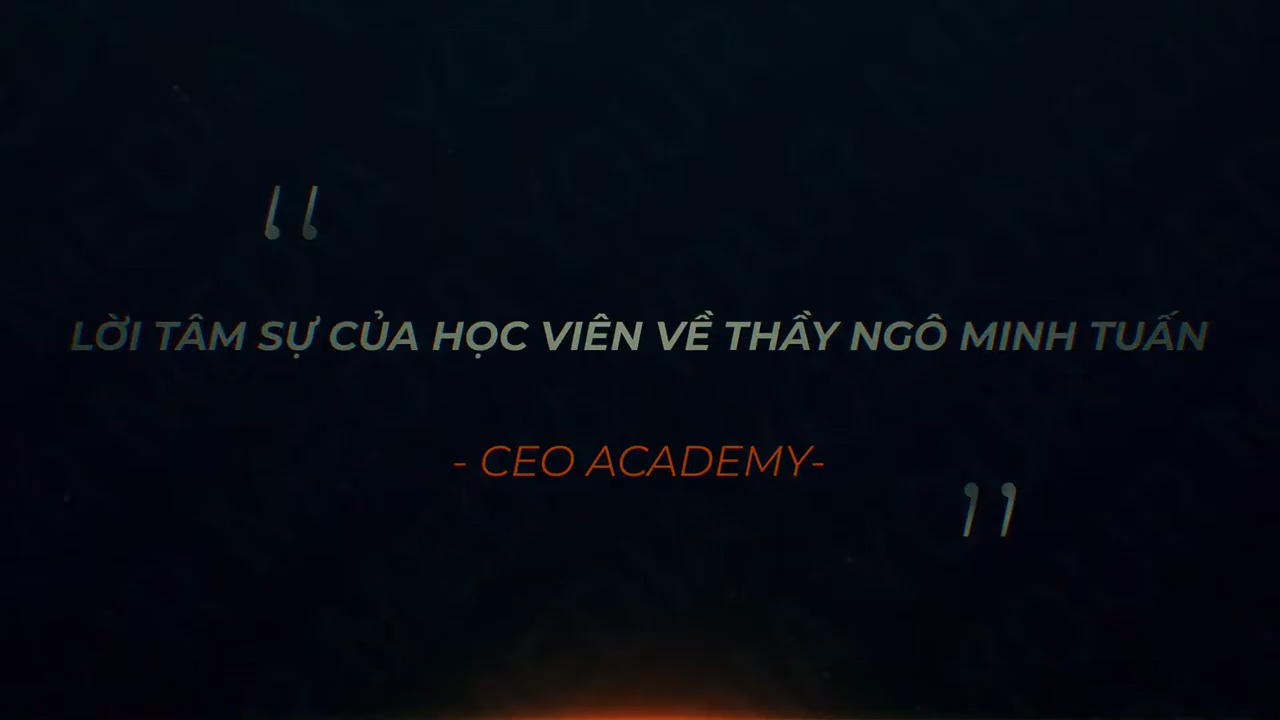 “
LỜI TÂM SỰ CỦA HỌC VIÊN VỀ THẦY NGÔ MINH TUẤN
- CEO ACADEMY-
”